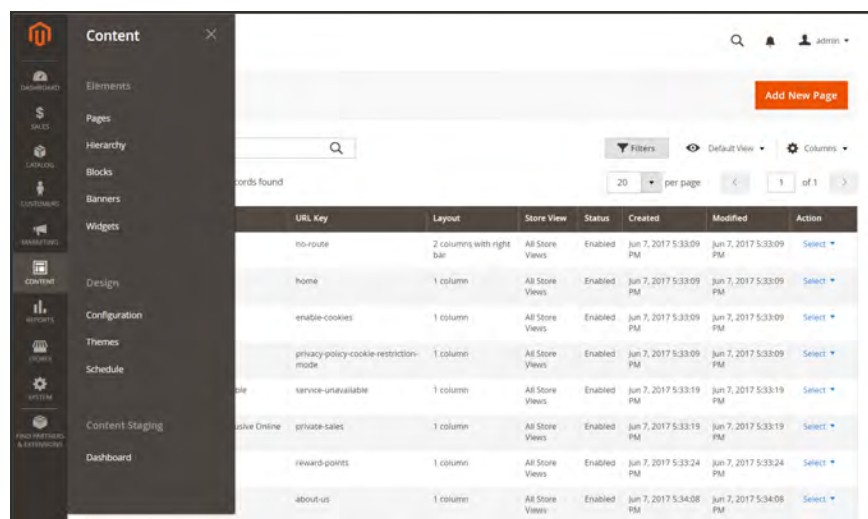 Content
admin
DASHBOARD
Elements
Add New Page
SALES
Pages
Hierarchy
Filters
Default View
Columns
CATALOG
Blocks
cords found
20
per page
1
of 1
CUSTOMERS
Banners
URL Key
Layout
Store View
Status
Created
Modified
Action
MARKETING
Widgets
no-route
2 columns with right bar
All Store Views
Enabled
Jun 7, 2017 5:33:09 PM
Jun 7, 2017 5:33:09 PM
Select
CONTENT
Design
home
1 column
All Store Views
Enabled
Jun 7, 2017 5:33:09 PM
Jun 7, 2017 5:33:09 PM
Select
REPORTS
Configuration
enable-cookies
1 column
All Store Views
Enabled
Jun 7, 2017 5:33:09 PM
Jun 7, 2017 5:33:09 PM
Select
STORES
Themes
Schedule
privacy-policy-cookie-restriction-mode
1 column
All Store Views
Enabled
Jun 7, 2017 5:33:09 PM
Jun 7, 2017 5:33:09 PM
Select
SYSTEM
ble
service-unavailable
1 column
All Store Views
Enabled
Jun 7, 2017 5:33:19 PM
Jun 7, 2017 5:33:19 PM
Select
FIND PARTNERS
& EXTENSIONS
Content Staging
usive Online
private-sales
1 column
All Store Views
Enabled
Jun 7, 2017 5:33:19 PM
Jun 7, 2017 5:33:19 PM
Select
Dashboard
reward-points
1 column
All Store Views
Enabled
Jun 7, 2017 5:33:24 PM
Jun 7, 2017 5:33:24 PM
Select
about-us
1 column
All Store Views
Enabled
Jun 7, 2017 5:34:08 PM
Jun 7, 2017 5:34:08 PM
Select